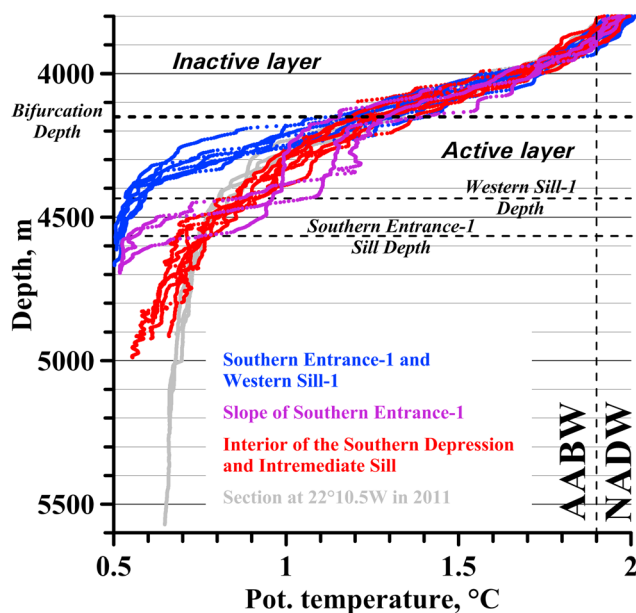 Inactive layer
4000
Bifurcation
Depth
Active layer
Western Sill-1
Depth
4500
Southern Entrance-1
Sill Depth
Depth, m
5000
Southern Entrance-1 and
Western Sill-1
Slope of Southern Entrance-1
Interior of the Southern Depression
and Intremediate Sill
Section at 22°10.5W in 2011
AABW
NADW
5500
0.5
1
1.5
2
Pot. temperature, °C